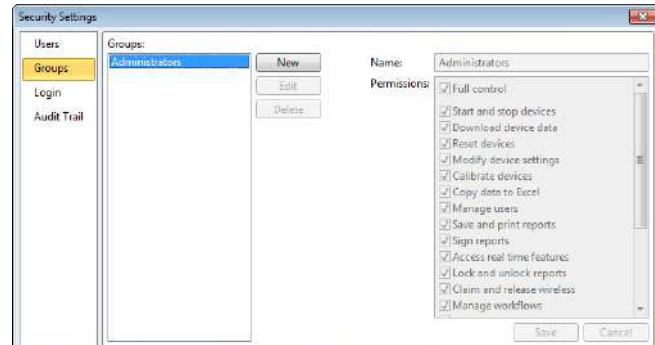 Security Settings
Users
Groups
Login
Audit Trail
Groups:
Administrators
New
Edit
Delete
Name:
Administrators
Permissions:
Full control
Start and stop devices
Download device data
Reset devices
Modify device settings
Calibrate devices
Copy data to Excel
Manage users
Save and print reports
Sign reports
Access real time features
Lock and unlock reports
Claim and release wireless
Manage workflows
Save
Cancel